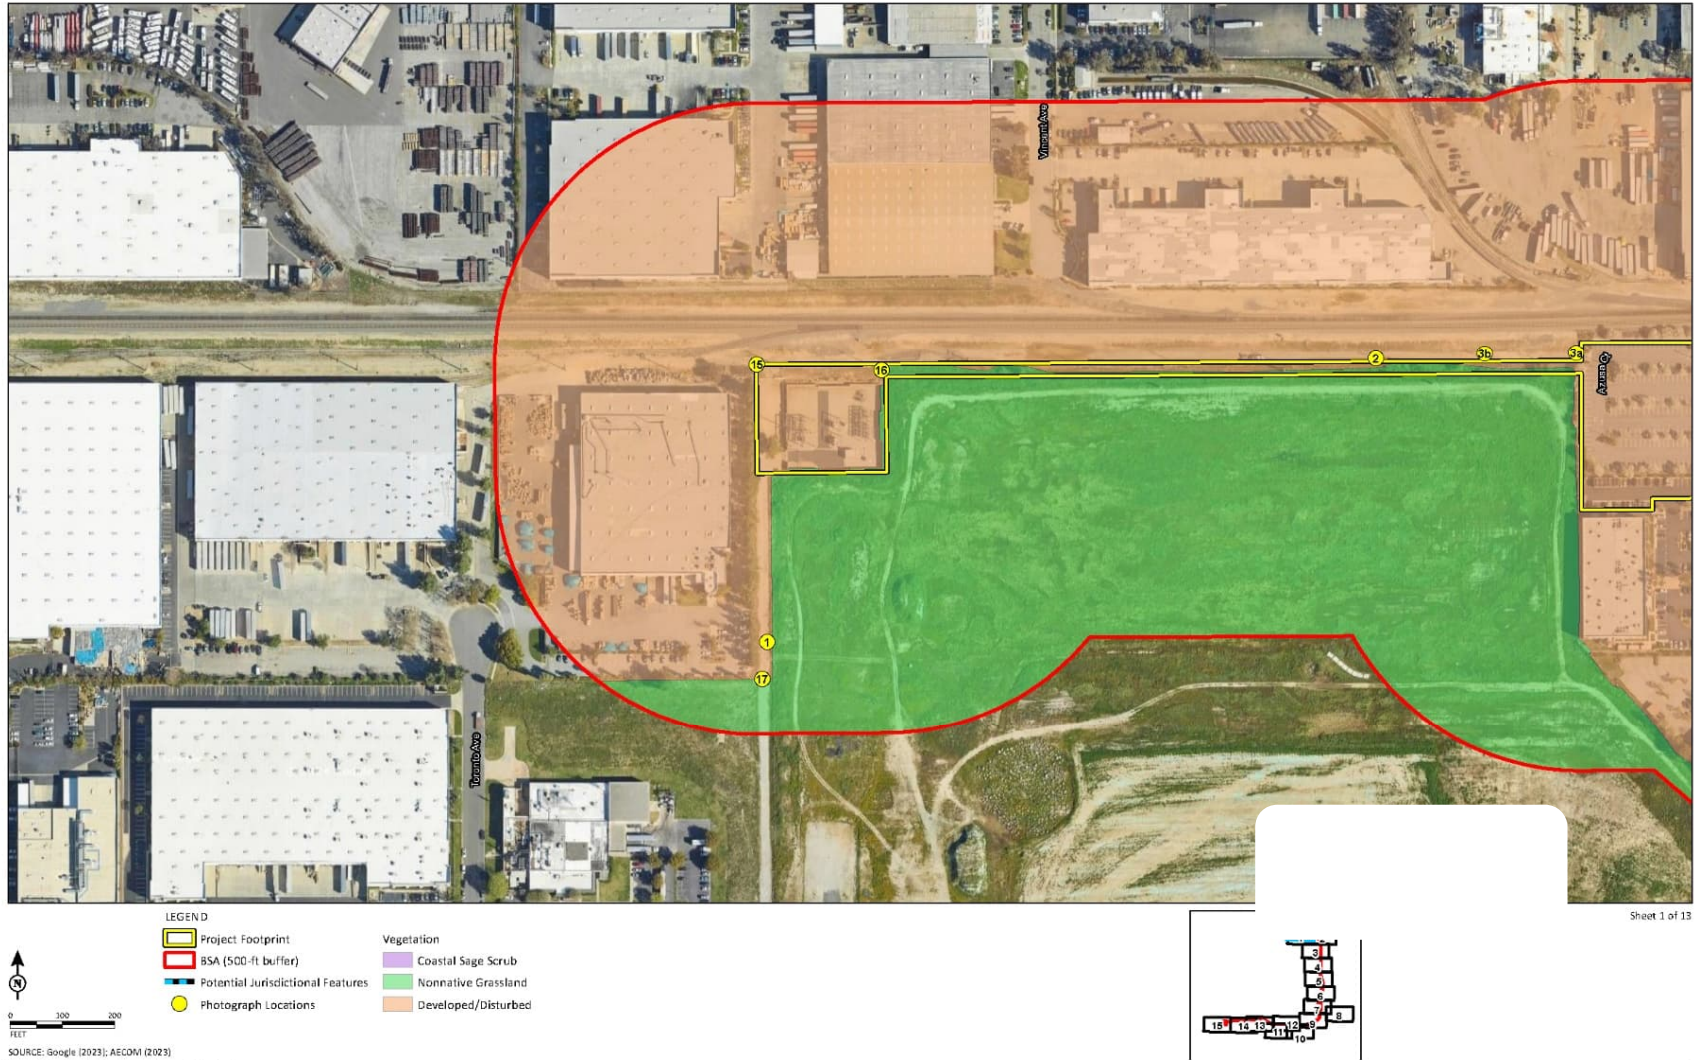 Vincent Ave
15
16
2
3b
3a
Azusa Cy
1
17
Toronto Ave
Sheet 1 of 13
LEGEND
Project Footprint
BSA (500-ft buffer)
Potential Jurisdictional Features
Photograph Locations
Vegetation
Coastal Sage Scrub
Nonnative Grassland
Developed/Disturbed
N
0 100 200
FEET
SOURCE: Google (2023); AECOM (2023)
3
4
5
6
7
8
15 14 13 12 9
11
10